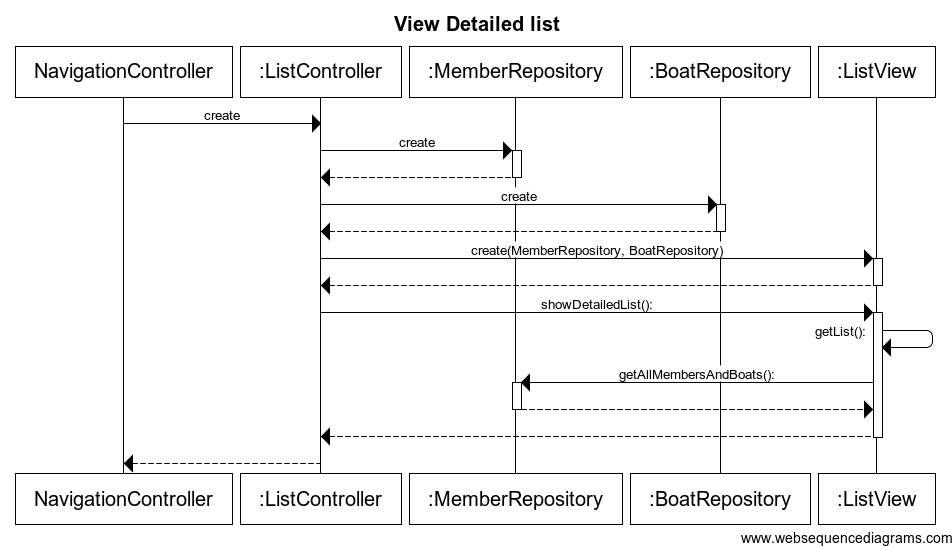 View Detailed list
NavigationController :ListController :MemberRepository :BoatRepository :ListView
create
create
create
create(MemberRepository, BoatRepository)
showDetailedList():
getList():
getAllMembersAndBoats():
NavigationController :ListController :MemberRepository :BoatRepository :ListView
www.websequencediagrams.com